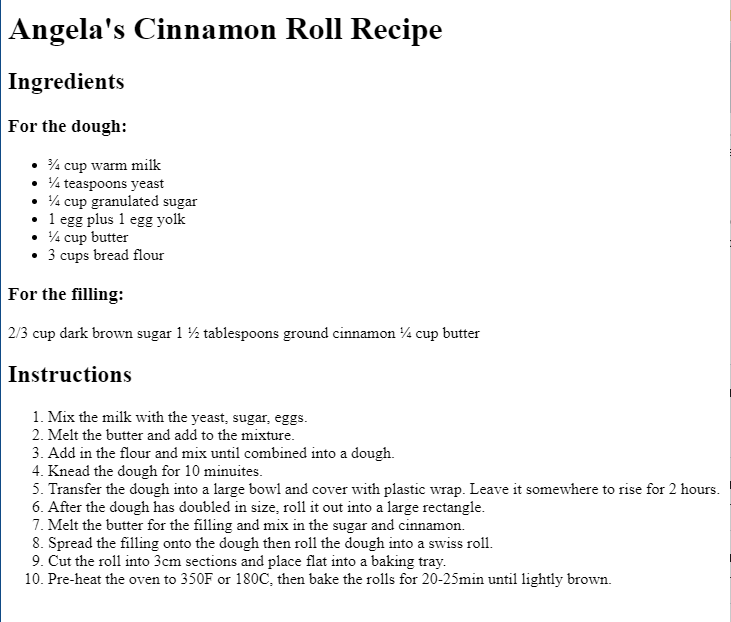 Angela's Cinnamon Roll Recipe
Ingredients
For the dough:
• ¾ cup warm milk
• ¼ teaspoons yeast
• ¼ cup granulated sugar
• 1 egg plus 1 egg yolk
• ¼ cup butter
• 3 cups bread flour
For the filling:
2/3 cup dark brown sugar 1 ½ tablespoons ground cinnamon ¼ cup butter
Instructions
1. Mix the milk with the yeast, sugar, eggs.
2. Melt the butter and add to the mixture.
3. Add in the flour and mix until combined into a dough.
4. Knead the dough for 10 minuites.
5. Transfer the dough into a large bowl and cover with plastic wrap. Leave it somewhere to rise for 2 hours.
6. After the dough has doubled in size, roll it out into a large rectangle.
7. Melt the butter for the filling and mix in the sugar and cinnamon.
8. Spread the filling onto the dough then roll the dough into a swiss roll.
9. Cut the roll into 3cm sections and place flat into a baking tray.
10. Pre-heat the oven to 350F or 180C, then bake the rolls for 20-25min until lightly brown.